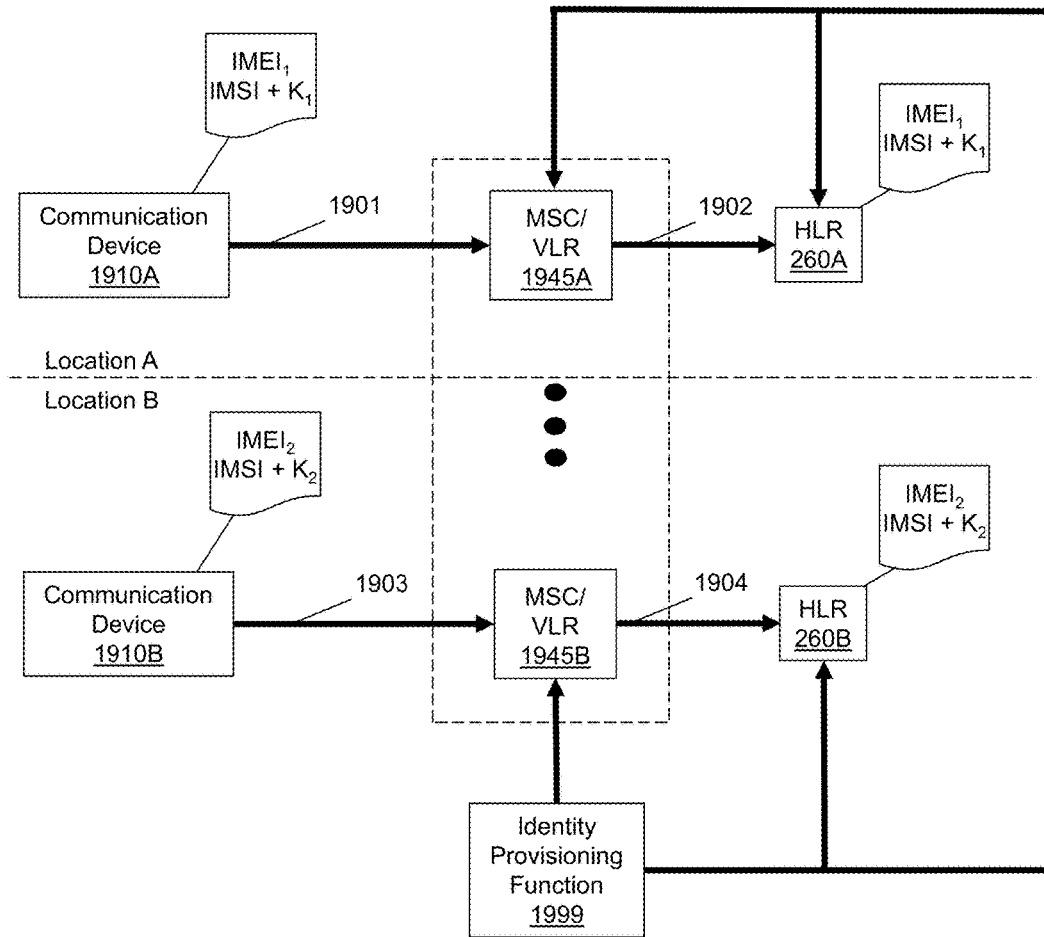 IMEI₁
IMSI + K₁
IMEI₁
IMSI + K₁
Communication
Device
1910A
1901
MSC/
VLR
1945A
1902
HLR
260A
Location A
Location B
IMEI₂
IMSI + K₂
IMEI₂
IMSI + K₂
Communication
Device
1910B
1903
MSC/
VLR
1945B
1904
HLR
260B
Identity
Provisioning
Function
1999